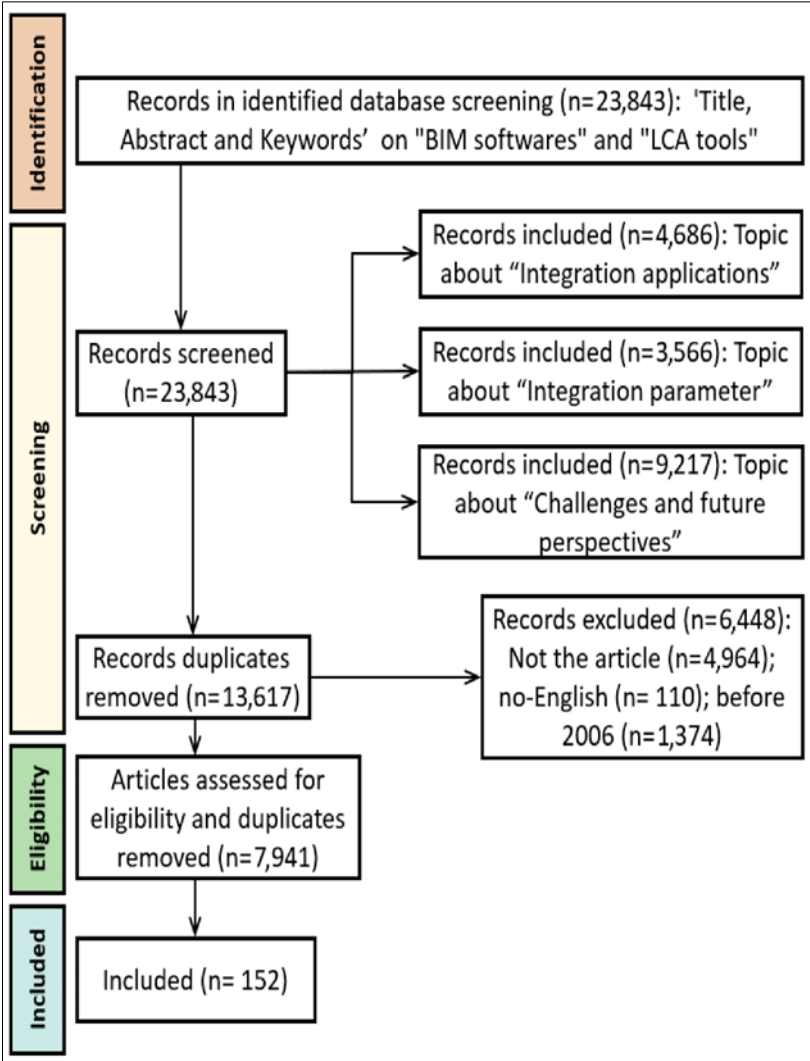 Identification
Records in identified database screening (n=23,843): 'Title,
Abstract and Keywords’ on "BIM softwares" and "LCA tools"
Screening
Records screened
(n=23,843)
Records included (n=4,686): Topic
about “Integration applications”
Records included (n=3,566): Topic
about “Integration parameter”
Records included (n=9,217): Topic
about “Challenges and future
perspectives”
Records duplicates
removed (n=13,617)
Records excluded (n=6,448):
Not the article (n=4,964);
no-English (n= 110); before
2006 (n=1,374)
Eligibility
Articles assessed for
eligibility and duplicates
removed (n=7,941)
Included
Included (n= 152)